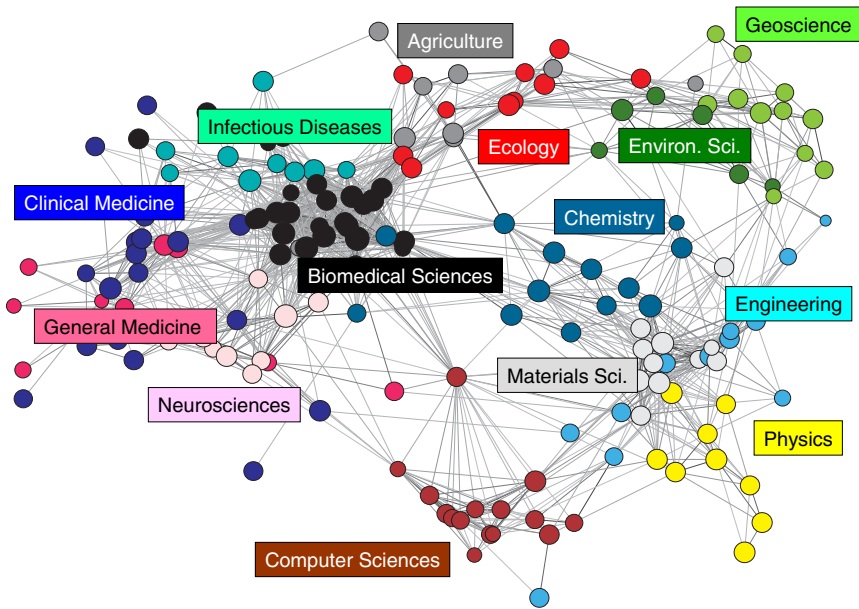 Geoscience
Agriculture
Infectious Diseases
Ecology
Environ. Sci.
Clinical Medicine
Chemistry
Biomedical Sciences
Engineering
General Medicine
Materials Sci.
Neurosciences
Physics
Computer Sciences